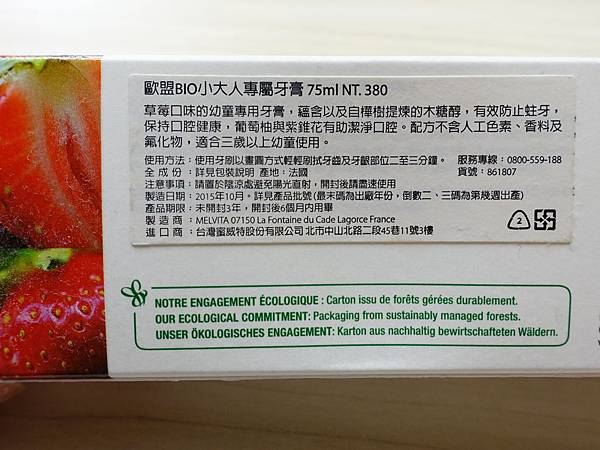 歐盟BIO小大人專屬牙膏 75ml NT. 380
草莓口味的幼童專用牙膏，蘊含以及自樺樹提煉的木糖醇，有效防止蛀牙，
保持口腔健康，葡萄柚與紫錐花有助潔淨口腔。配方不含人工色素、香料及
氟化物，適合三歲以上幼童使用。
使用方法：使用牙刷以畫圓方式輕輕刷拭牙齒及牙齦部位二至三分鐘。 服務專線：0800-559-188
全成份：詳見包裝說明 產地：法國 貨號：861807
注意事項：請置於陰涼處避免陽光直射，開封後請盡速使用
製造日期：2015年10月。詳見產品批號 (最末碼為出廠年份，倒數二、三碼為第幾週出產)
產品期限：未開封3年，開封後6個月內用畢
製造商：MELVITA 07150 La Fontaine du Cade Lagorce France
進口商：台灣蜜威特股份有限公司 北市中山北路二段45巷11號3樓
2
NOTRE ENGAGEMENT ÉCOLOGIQUE : Carton issu de forêts gérées durablement.
OUR ECOLOGICAL COMMITMENT: Packaging from sustainably managed forests.
UNSER ÖKOLOGISCHES ENGAGEMENT: Karton aus nachhaltig bewirtschafteten Wäldern.